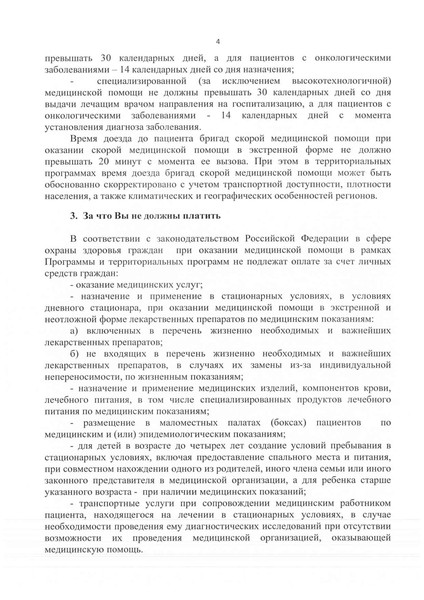 4
превышать 30 календарных дней, а для пациентов с онкологическими
заболеваниями – 14 календарных дней со дня назначения;
- специализированной (за исключением высокотехнологичной)
медицинской помощи не должны превышать 30 календарных дней со дня
выдачи лечащим врачом направления на госпитализацию, а для пациентов с
онкологическими заболеваниями - 14 календарных дней с момента
установления диагноза заболевания.
Время доезда до пациента бригад скорой медицинской помощи при
оказании скорой медицинской помощи в экстренной форме не должно
превышать 20 минут с момента ее вызова. При этом в территориальных
программах время доезда бригад скорой медицинской помощи может быть
обоснованно скорректировано с учетом транспортной доступности, плотности
населения, а также климатических и географических особенностей регионов.
3. За что Вы не должны платить
В соответствии с законодательством Российской Федерации в сфере
охраны здоровья граждан при оказании медицинской помощи в рамках
Программы и территориальных программ не подлежат оплате за счет личных
средств граждан:
- оказание медицинских услуг;
- назначение и применение в стационарных условиях, в условиях
дневного стационара, при оказании медицинской помощи в экстренной и
неотложной форме лекарственных препаратов по медицинским показаниям:
а) включенных в перечень жизненно необходимых и важнейших
лекарственных препаратов;
б) не входящих в перечень жизненно необходимых и важнейших
лекарственных препаратов, в случаях их замены из-за индивидуальной
непереносимости, по жизненным показаниям;
- назначение и применение медицинских изделий, компонентов крови,
лечебного питания, в том числе специализированных продуктов лечебного
питания по медицинским показаниям;
- размещение в маломестных палатах (боксах) пациентов по
медицинским и (или) эпидемиологическим показаниям;
- для детей в возрасте до четырех лет создание условий пребывания в
стационарных условиях, включая предоставление спального места и питания,
при совместном нахождении одного из родителей, иного члена семьи или иного
законного представителя в медицинской организации, а для ребенка старше
указанного возраста - при наличии медицинских показаний;
- транспортные услуги при сопровождении медицинским работником
пациента, находящегося на лечении в стационарных условиях, в случае
необходимости проведения ему диагностических исследований при отсутствии
возможности их проведения медицинской организацией, оказывающей
медицинскую помощь.